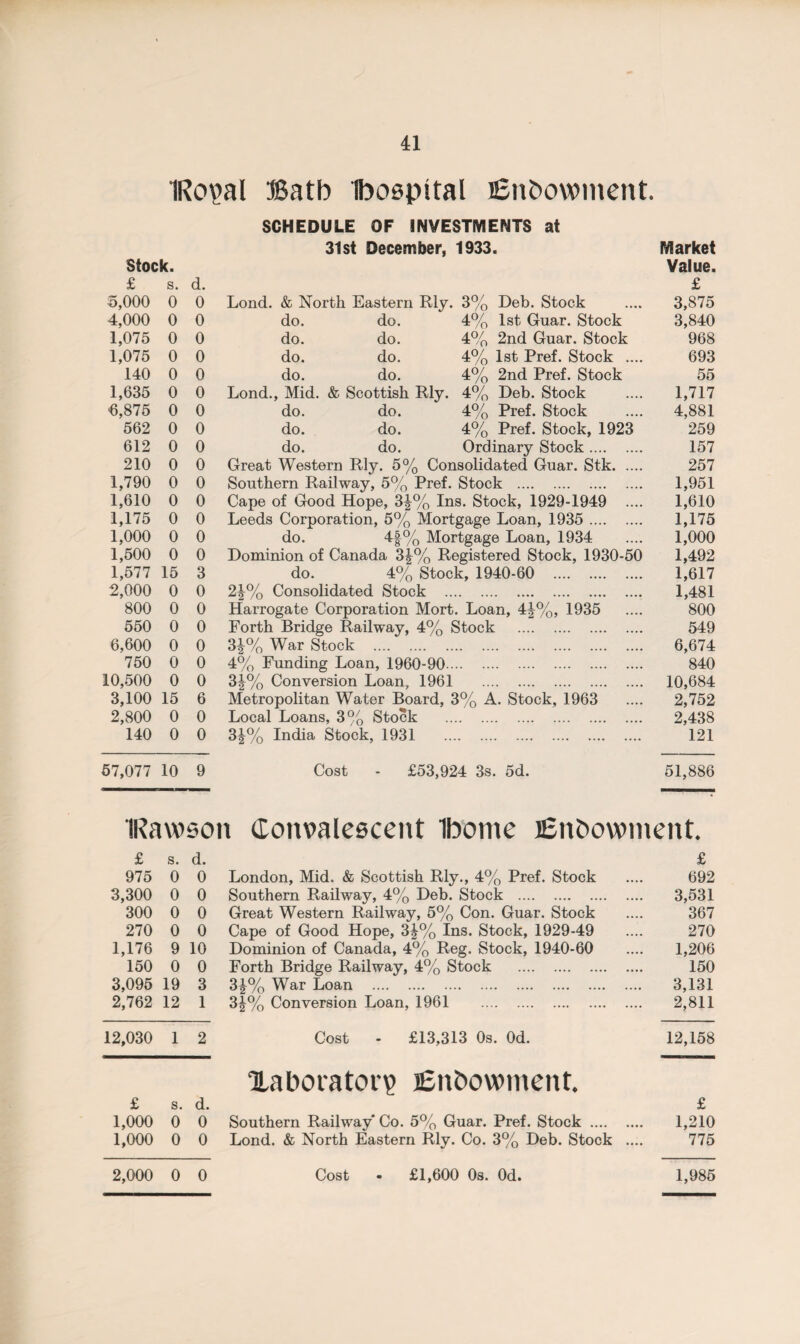 41
Royal Bath Hospital Endowment.
SCHEDULE OF INVESTMENTS at
31st December, 1933. Market
Stock. Value.
£ s. d. £
5,000 0 0 Lond. & North Eastern Rly. 3% Deb. Stock .... 3,875
4,000 0 0 do. do. 4% 1st Guar. Stock 3,840
1,075 0 0 do. do. 4% 2nd Guar. Stock 968
1,075 0 0 do. do. 4% 1st Pref. Stock .... 693
140 0 0 do. do. 4% 2nd Pref. Stock 55
1,635 0 0 Lond., Mid. & Scottish Rly. 4% Deb. Stock .... 1,717
6,875 0 0 do. do. 4% Pref. Stock .... 4,881
562 0 0 do. do. 4% Pref. Stock, 1923 259
612 0 0 do. do. Ordinary Stock .... .... 157
210 0 0 Great Western Rly. 5% Consolidated Guar. Stk. .... 257
1,790 0 0 Southern Railway, 5% Pref. Stock .... .... .... .... 1,951
1,610 0 0 Cape of Good Hope, 3½% Ins. Stock, 1929-1949 .... 1,610
1,175 0 0 Leeds Corporation, 5% Mortgage Loan, 1935 .... .... 1,175
1,000 0 0 do. 4¾% Mortgage Loan, 1934 .... 1,000
1,500 0 0 Dominion of Canada 3½% Registered Stock, 1930-50 1,492
1,577 15 3 do. 4% Stock, 1940-60 .... .... .... 1,617
2,000 0 0 2½% Consolidated Stock .... .... .... .... .... .... 1,481
800 0 0 Harrogate Corporation Mort. Loan, 4½%, 1935 .... 800
550 0 0 Forth Bridge Railway, 4% Stock .... .... .... .... 549
6,600 0 0 3½% War Stock .... .... .... .... .... .... .... .... 6,674
750 0 0 4% Funding Loan, 1960-90.... .... .... .... .... .... 840
10,500 0 0 3½% Conversion Loan, 1961 .... .... .... .... .... 10,684
3,100 15 6 Metropolitan Water Board, 3% A. Stock, 1963 .... 2,752
2,800 0 0 Local Loans, 3% Stock .... .... .... .... .... .... 2,438
140 0 0 3½% India Stock, 1931 .... .... .... .... .... .... 121
57,077 10 9 Cost - £53,924 3s. 5d. 51,886
Rawson Convalescent Home Endowment.
£ s. d. £
975 0 0 London, Mid. & Scottish Rly., 4% Pref. Stock .... 692
3,300 0 0 Southern Railway, 4% Deb. Stock .... .... .... .... 3,531
300 0 0 Great Western Railway, 5% Con. Guar. Stock .... 367
270 0 0 Cape of Good Hope, 3½% Ins. Stock, 1929-49 .... 270
1,176 9 10 Dominion of Canada, 4% Reg. Stock, 1940-60 .... 1,206
150 0 0 Forth Bridge Railway, 4% Stock .... .... .... .... 150
3,095 19 3 3½% War Loan .... .... .... .... .... .... .... .... 3,131
2,762 12 1 3½% Conversion Loan, 1961 .... .... .... .... .... 2,811
12,030 1 2 Cost - £13,313 0s. 0d. 12,158
Laboratory Endowment.
£ s. d. £
1,000 0 0 Southern Railway Co. 5% Guar. Pref. Stock .... .... 1,210
1,000 0 0 Lond. & North Eastern Rly. Co. 3% Deb. Stock .... 775
2,000 0 0 Cost - £1,600 0s. 0d. 1,985